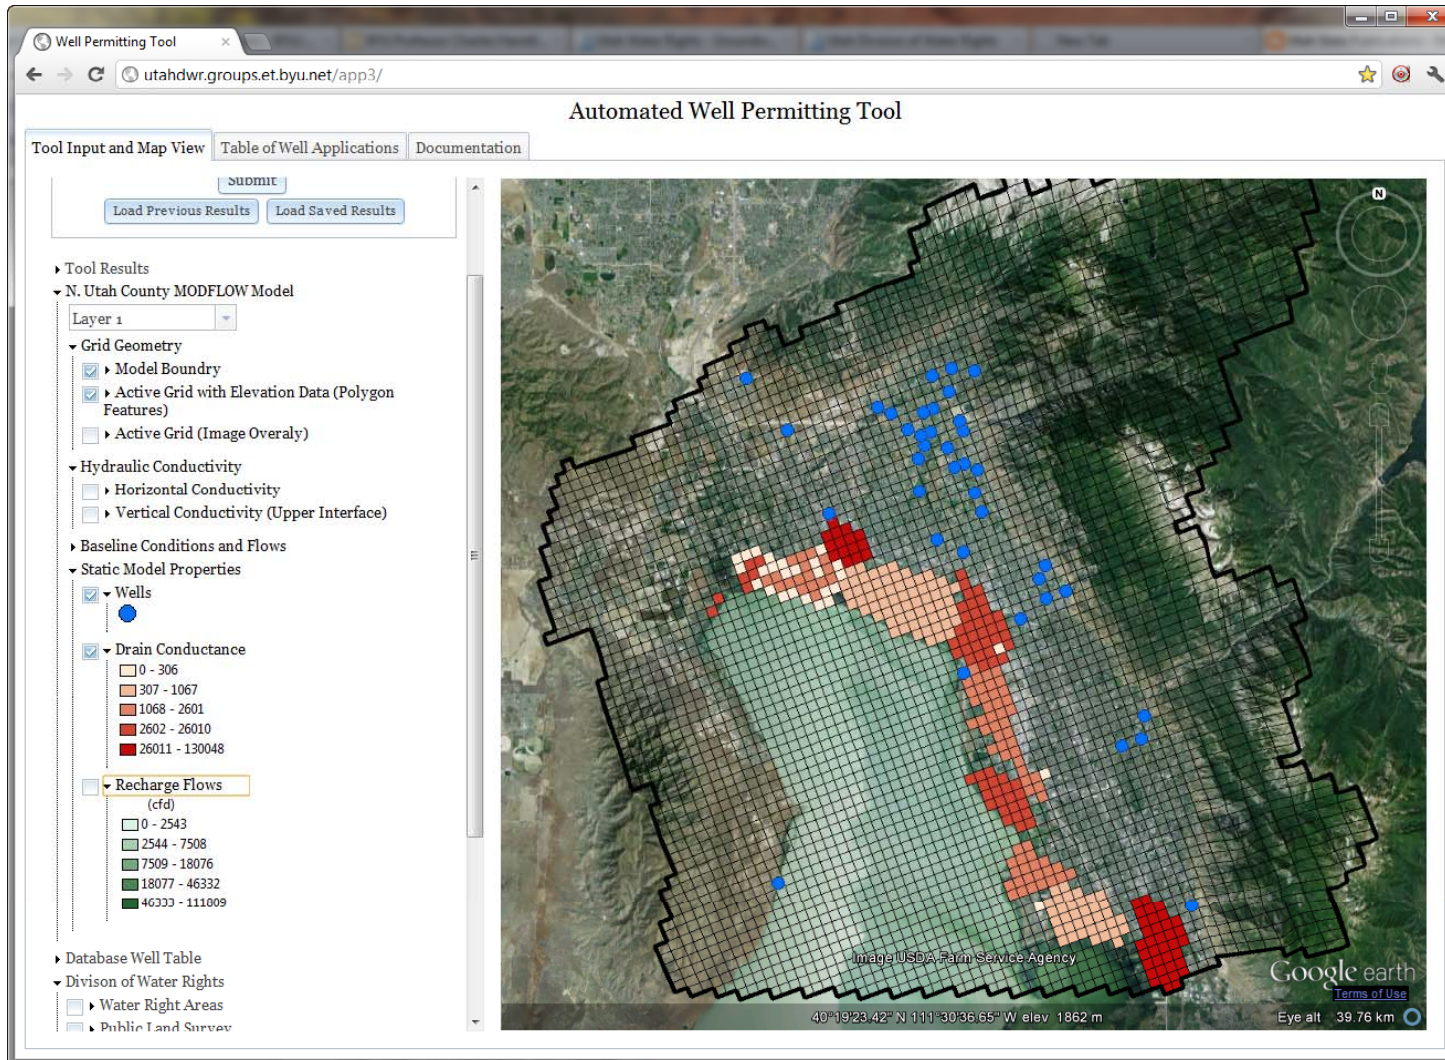 Well Permitting Tool
New Tab
utahdwr.groups.et.byu.net/app3/
Automated Well Permitting Tool
Tool Input and Map View
Table of Well Applications
Documentation
Submit
Load Previous Results
Load Saved Results
Tool Results
N. Utah County MODFLOW Model
Layer 1
Grid Geometry
Model Boundry
Active Grid with Elevation Data (Polygon
Features)
Active Grid (Image Overaly)
Hydraulic Conductivity
Horizontal Conductivity
Vertical Conductivity (Upper Interface)
Baseline Conditions and Flows
Static Model Properties
Wells
Drain Conductance
0 - 306
307 - 1067
1068 - 2601
2602 - 26010
26011 - 130048
Recharge Flows
(cfd)
0 - 2543
2544 - 7508
7509 - 18076
18077 - 46332
46333 - 111009
Database Well Table
Divison of Water Rights
Water Right Areas
Public Land Survey
N
Image USDA Farm Service Agency
Google earth
Terms of Use
40°19'23.42" N 111°30'36.65" W elev 1862 m
Eye alt 39.76 km